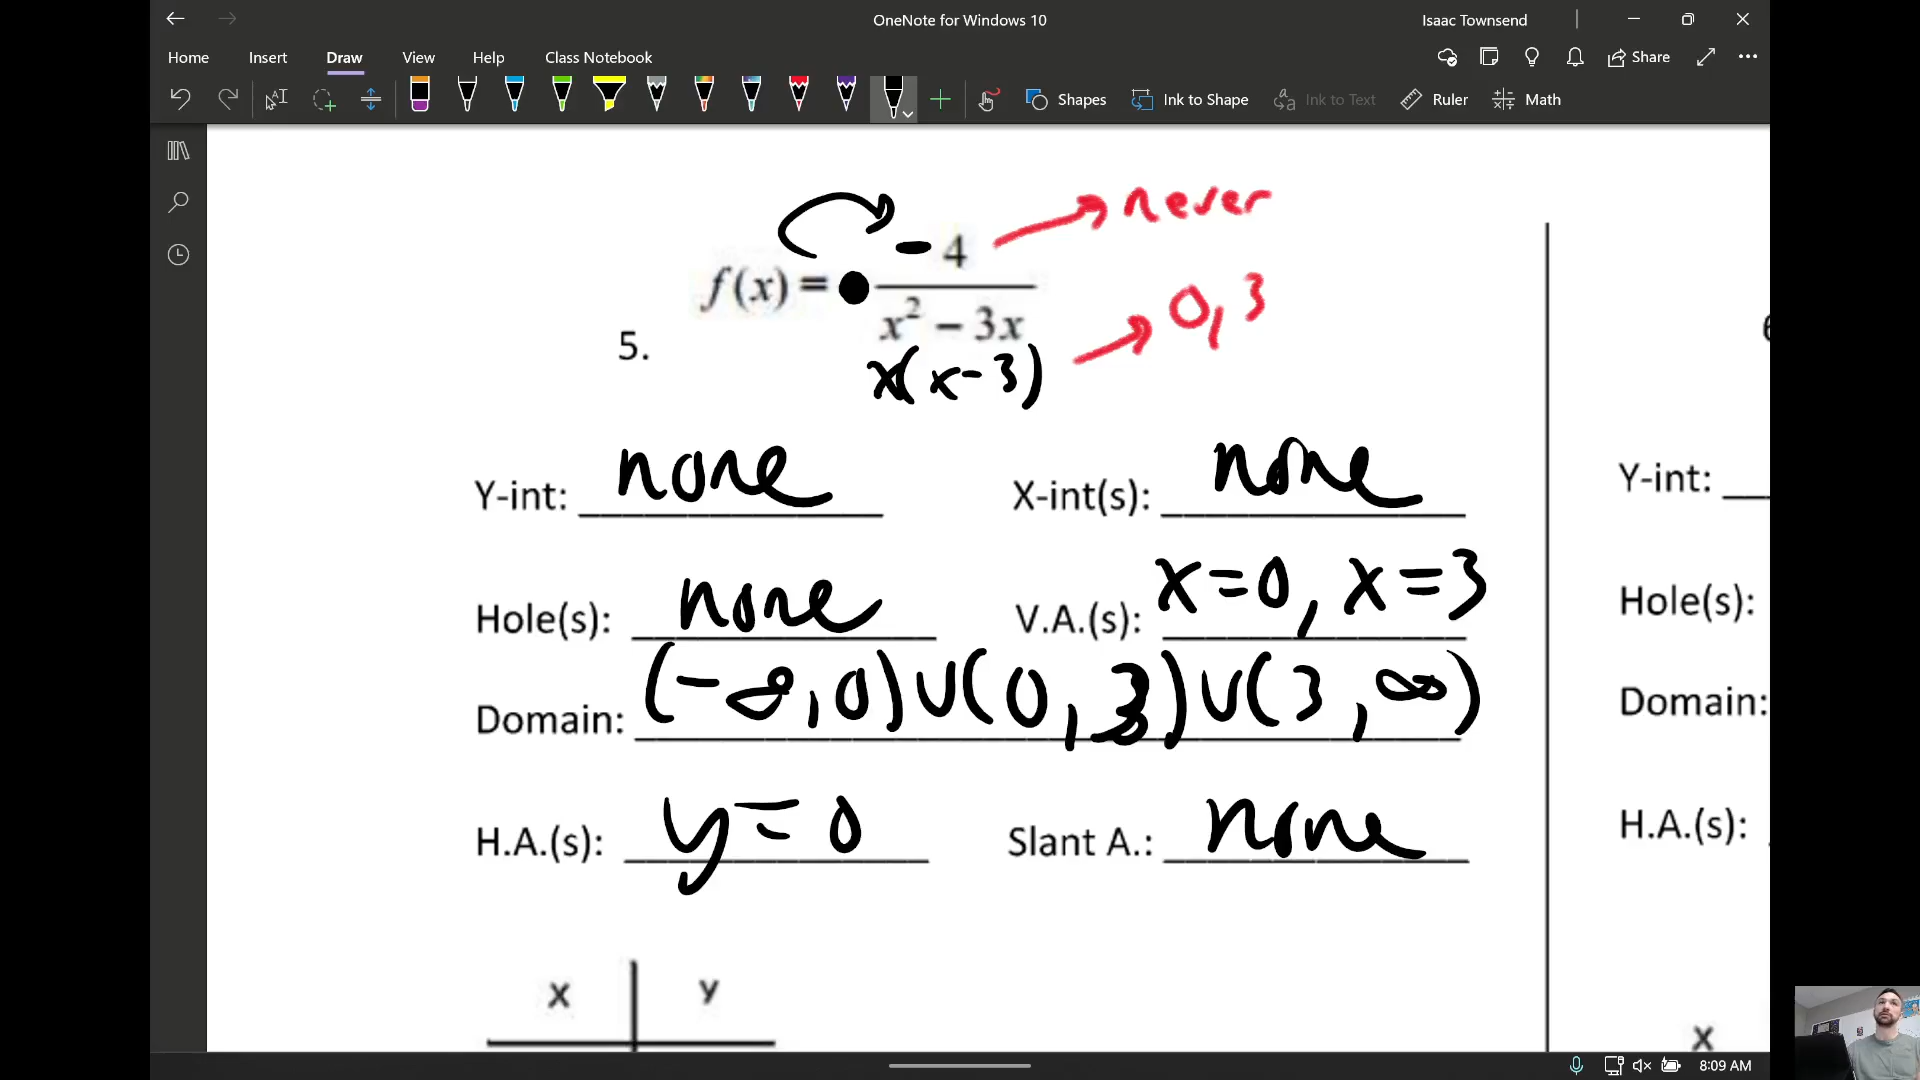 OneNote for Windows 10
Isaac Townsend
Home Insert Draw View Help Class Notebook
Share
Shapes Ink to Shape Ink to Text Ruler Math
never
- 4
f(x) =
x² − 3x
0, 3
5.
x(x-3)
Y-int: none X-int(s): none
Y-int:
Hole(s): none V.A.(s): x=0, x=3
Hole(s):
Domain: (-∞,0)∪(0,3)∪(3,∞)
Domain:
H.A.(s): y=0 Slant A.: none
H.A.(s):
x y
x
8:09 AM